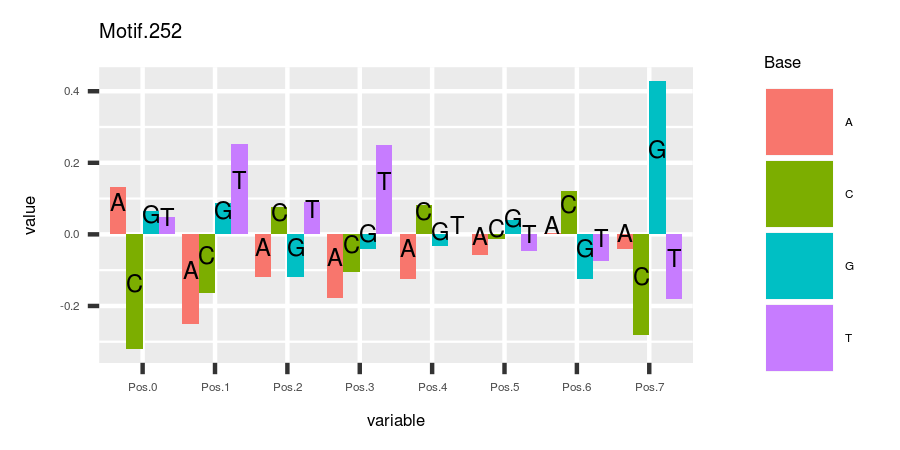 Motif.252
Base
0.4
0.2
0.0
-0.2
value
A C G T
A C G T
A C G T
A C G T
A C G T
A C G T
A C G T
A C G T
Pos.0 Pos.1 Pos.2 Pos.3 Pos.4 Pos.5 Pos.6 Pos.7
variable
A
C
G
T